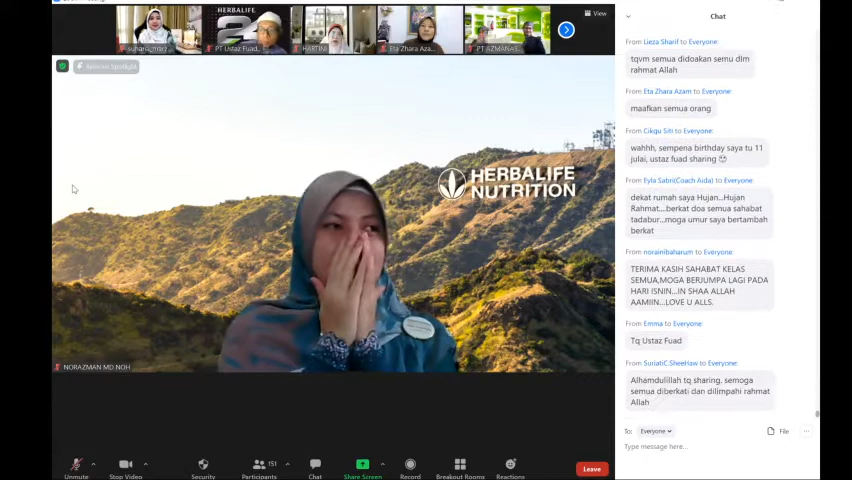 HERBALIFE
2
View
PT Ustaz Fuad..
HARTINI
Eta Zhara Aza...
PT AZMANAS...
Remove Spotlight
HERBALIFE
NUTRITION
NORAZMAN MD NOH
Chat
From Lieza Sharif to Everyone:
tqvm semua didoakan semu dlm
rahmat Allah
From Eta Zhara Azam to Everyone:
maafkan semua orang
From Cikgu Siti to Everyone:
wahhh, sempena birthday saya tu 11
julai, ustaz fuad sharing
From Eyla Sabri(Coach Aida) to Everyone:
dekat rumah saya Hujan...Hujan
Rahmat....berkat doa semua sahabat
tadabur...moga umur saya bertambah
berkat
From norainibaharum to Everyone:
TERIMA KASIH SAHABAT KELAS
SEMUA,MOGA BERJUMPA LAGI PADA
HARI ISNIN... IN SHAA ALLAH
AAMIIN...LOVE U ALLS.
From Emma to Everyone:
Tq Ustaz Fuad
From SuriatiC.SheeHaw to Everyone:
Alhamdulillah tq sharing. semoga
semua diberkati dan dilimpahi rahmat
Allah
To: Everyone
File
Type message here...
Unmute
Stop Video
Security
151
Participants
Chat
Share Screen
Record
Breakout Rooms
Reactions
Leave